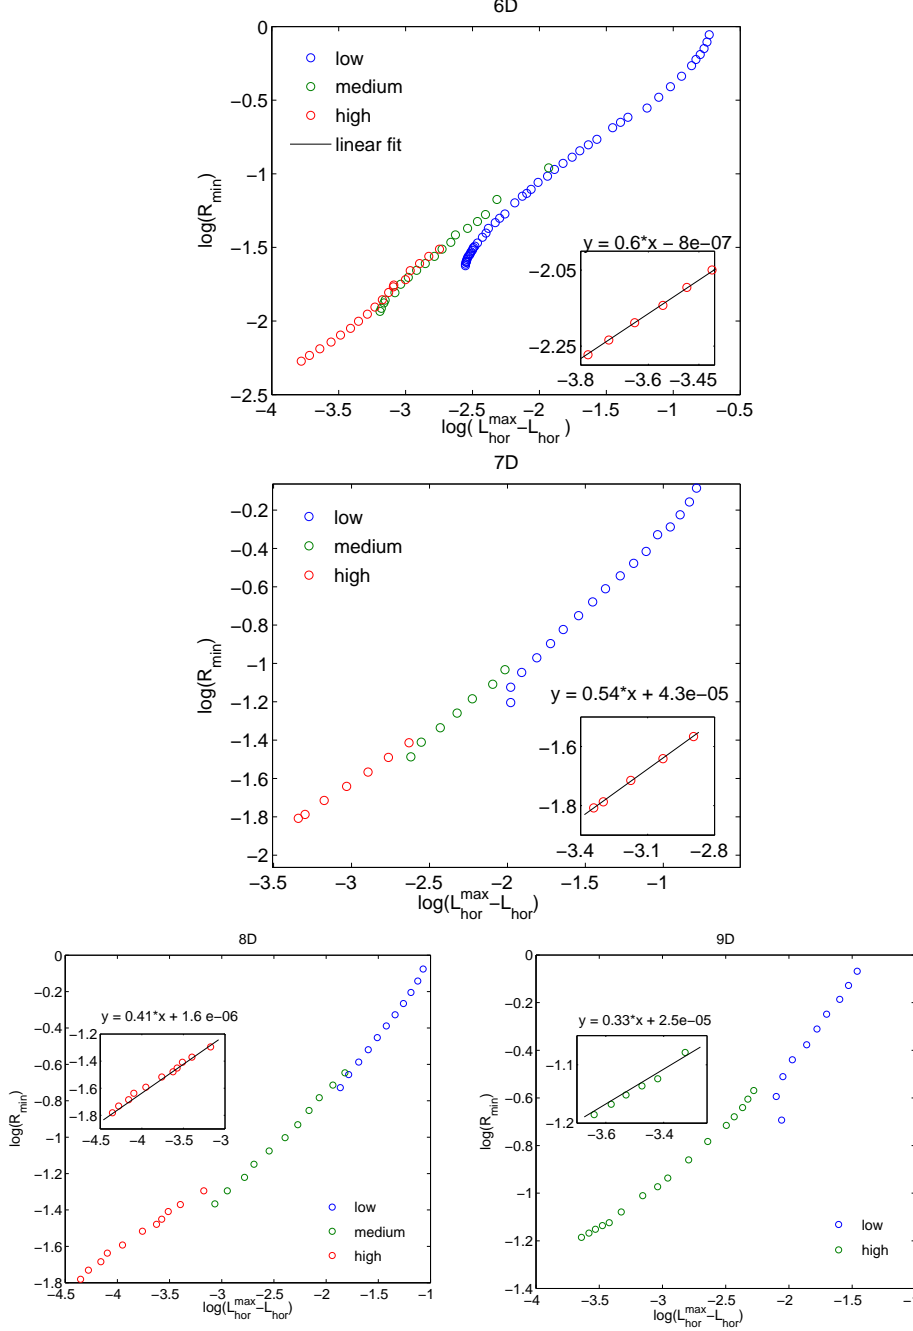 6D
0
−0.5
−1
−1.5
−2
−2.5
log(R_min)
low
medium
high
linear fit
y = 0.6*x − 8e−07
−2.05
−2.25
−3.8 −3.6 −3.45
−4 −3.5 −3 −2.5 −2 −1.5 −1 −0.5
log( L_hor^max−L_hor )
7D
−0.2
−0.4
−0.6
−0.8
−1
−1.2
−1.4
−1.6
−1.8
−2
log(R_min)
low
medium
high
y = 0.54*x + 4.3e−05
−1.6
−1.8
−3.4 −3.1 −2.8
−3.5 −3 −2.5 −2 −1.5 −1
log(L_hor^max−L_hor)
8D
0
−0.2
−0.4
−0.6
−0.8
−1
−1.2
−1.4
−1.6
−1.8
log(R_min)
y = 0.41*x + 1.6 e−06
−1.2
−1.4
−1.6
−1.8
−4.5 −4 −3.5 −3
low
medium
high
−4.5 −4 −3.5 −3 −2.5 −2 −1.5 −1
log(L_hor^max−L_hor)
9D
0
−0.2
−0.4
−0.6
−0.8
−1
−1.2
−1.4
log(R_min)
y = 0.33*x + 2.5e−05
−1.1
−1.2
−3.6 −3.4
low
high
−4 −3.5 −3 −2.5 −2 −1.5 −1
log(L_hor^max−L_hor)